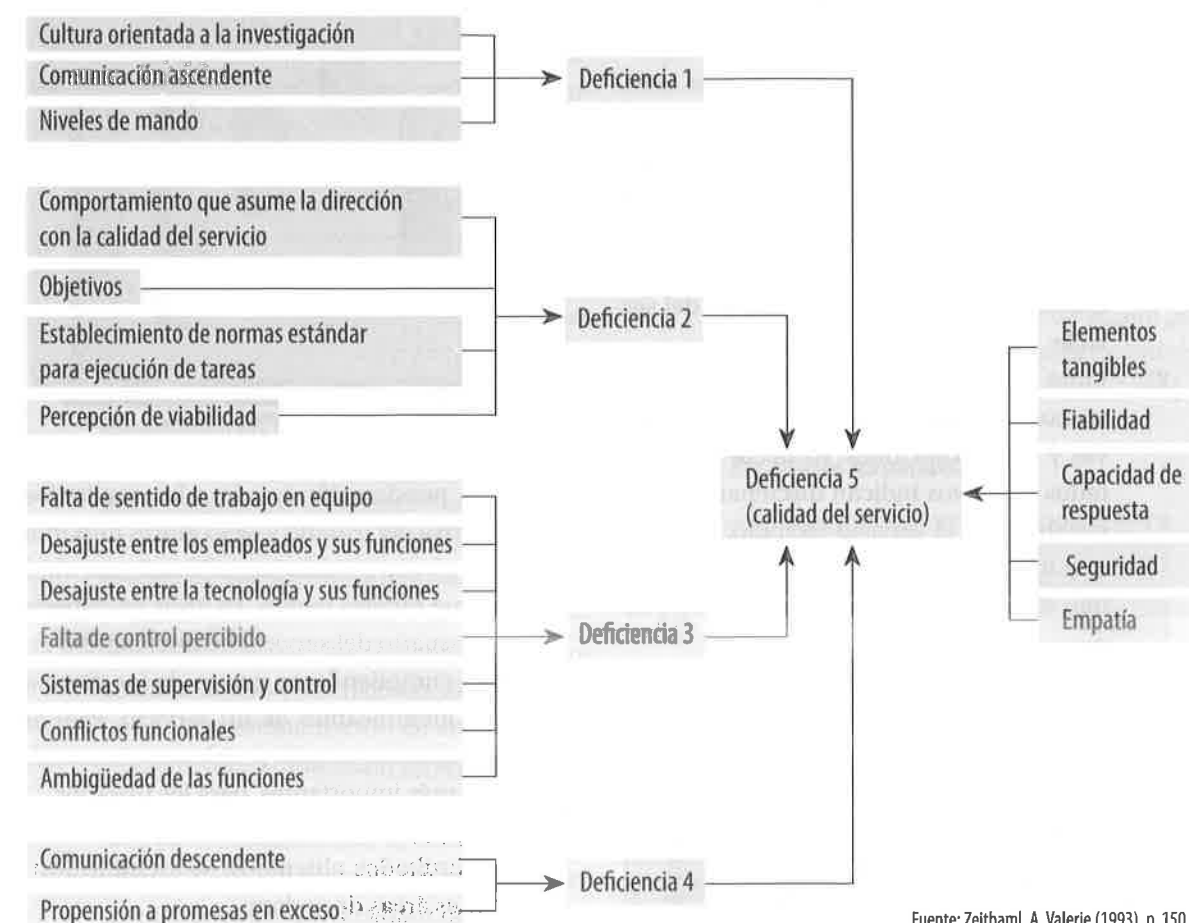 Cultura orientada a la investigación
Comunicación ascendente
Niveles de mando
Deficiencia 1
Comportamiento que asume la dirección
con la calidad del servicio
Objetivos
Establecimiento de normas estándar
para ejecución de tareas
Percepción de viabilidad
Deficiencia 2
Falta de sentido de trabajo en equipo
Desajuste entre los empleados y sus funciones
Desajuste entre la tecnología y sus funciones
Falta de control percibido
Sistemas de supervisión y control
Conflictos funcionales
Ambigüedad de las funciones
Deficiencia 3
Comunicación descendente
Propensión a promesas en exceso
Deficiencia 4
Deficiencia 5
(calidad del servicio)
Elementos
tangibles
Fiabilidad
Capacidad de
respuesta
Seguridad
Empatía
Fuente: Zeithaml, A. Valerie (1993), p. 150